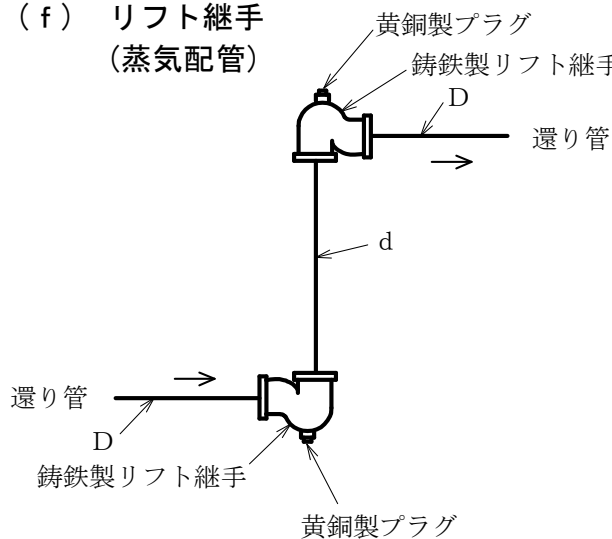 (f) リフト継手
(蒸気配管)
黄銅製プラグ
鋳鉄製リフト継手
D
還り管
d
還り管
D
鋳鉄製リフト継手
黄銅製プラグ